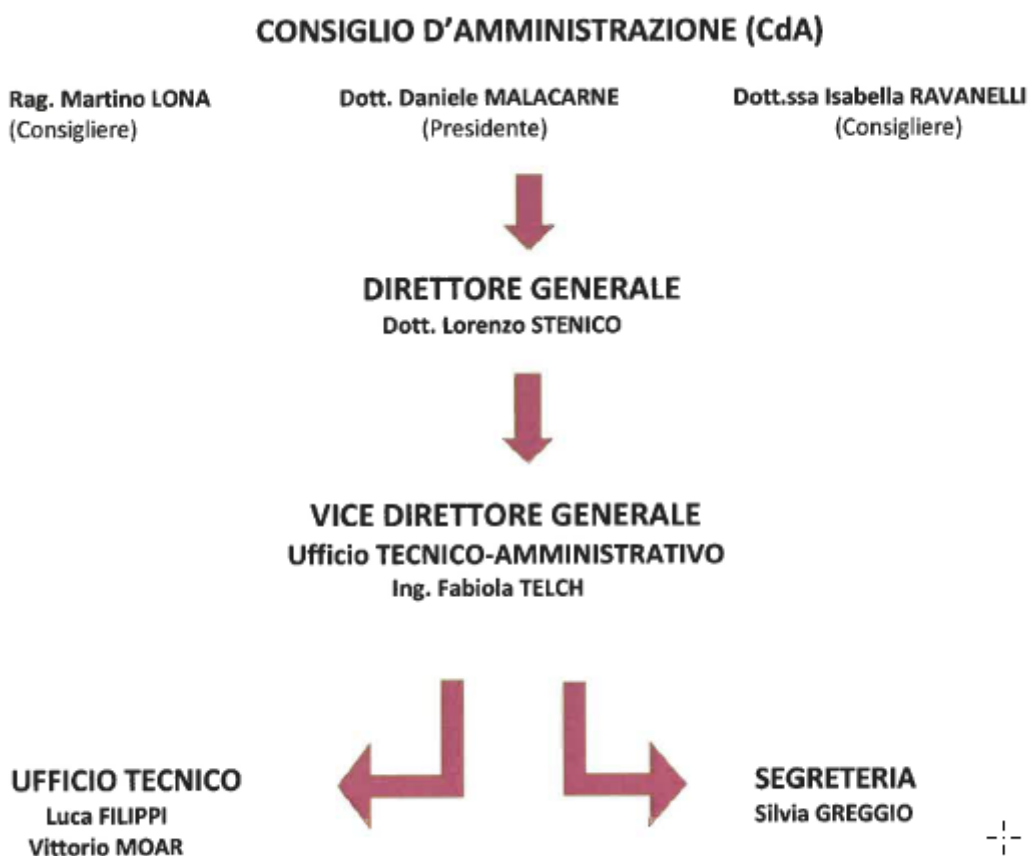 CONSIGLIO D'AMMINISTRAZIONE (CdA)
Rag. Martino LONA
(Consigliere)
Dott. Daniele MALACARNE
(Presidente)
Dott.ssa Isabella RAVANELLI
(Consigliere)
DIRETTORE GENERALE
Dott. Lorenzo STENICO
VICE DIRETTORE GENERALE
Ufficio TECNICO-AMMINISTRATIVO
Ing. Fabiola TELCH
UFFICIO TECNICO
Luca FILIPPI
Vittorio MOAR
SEGRETERIA
Silvia GREGGIO